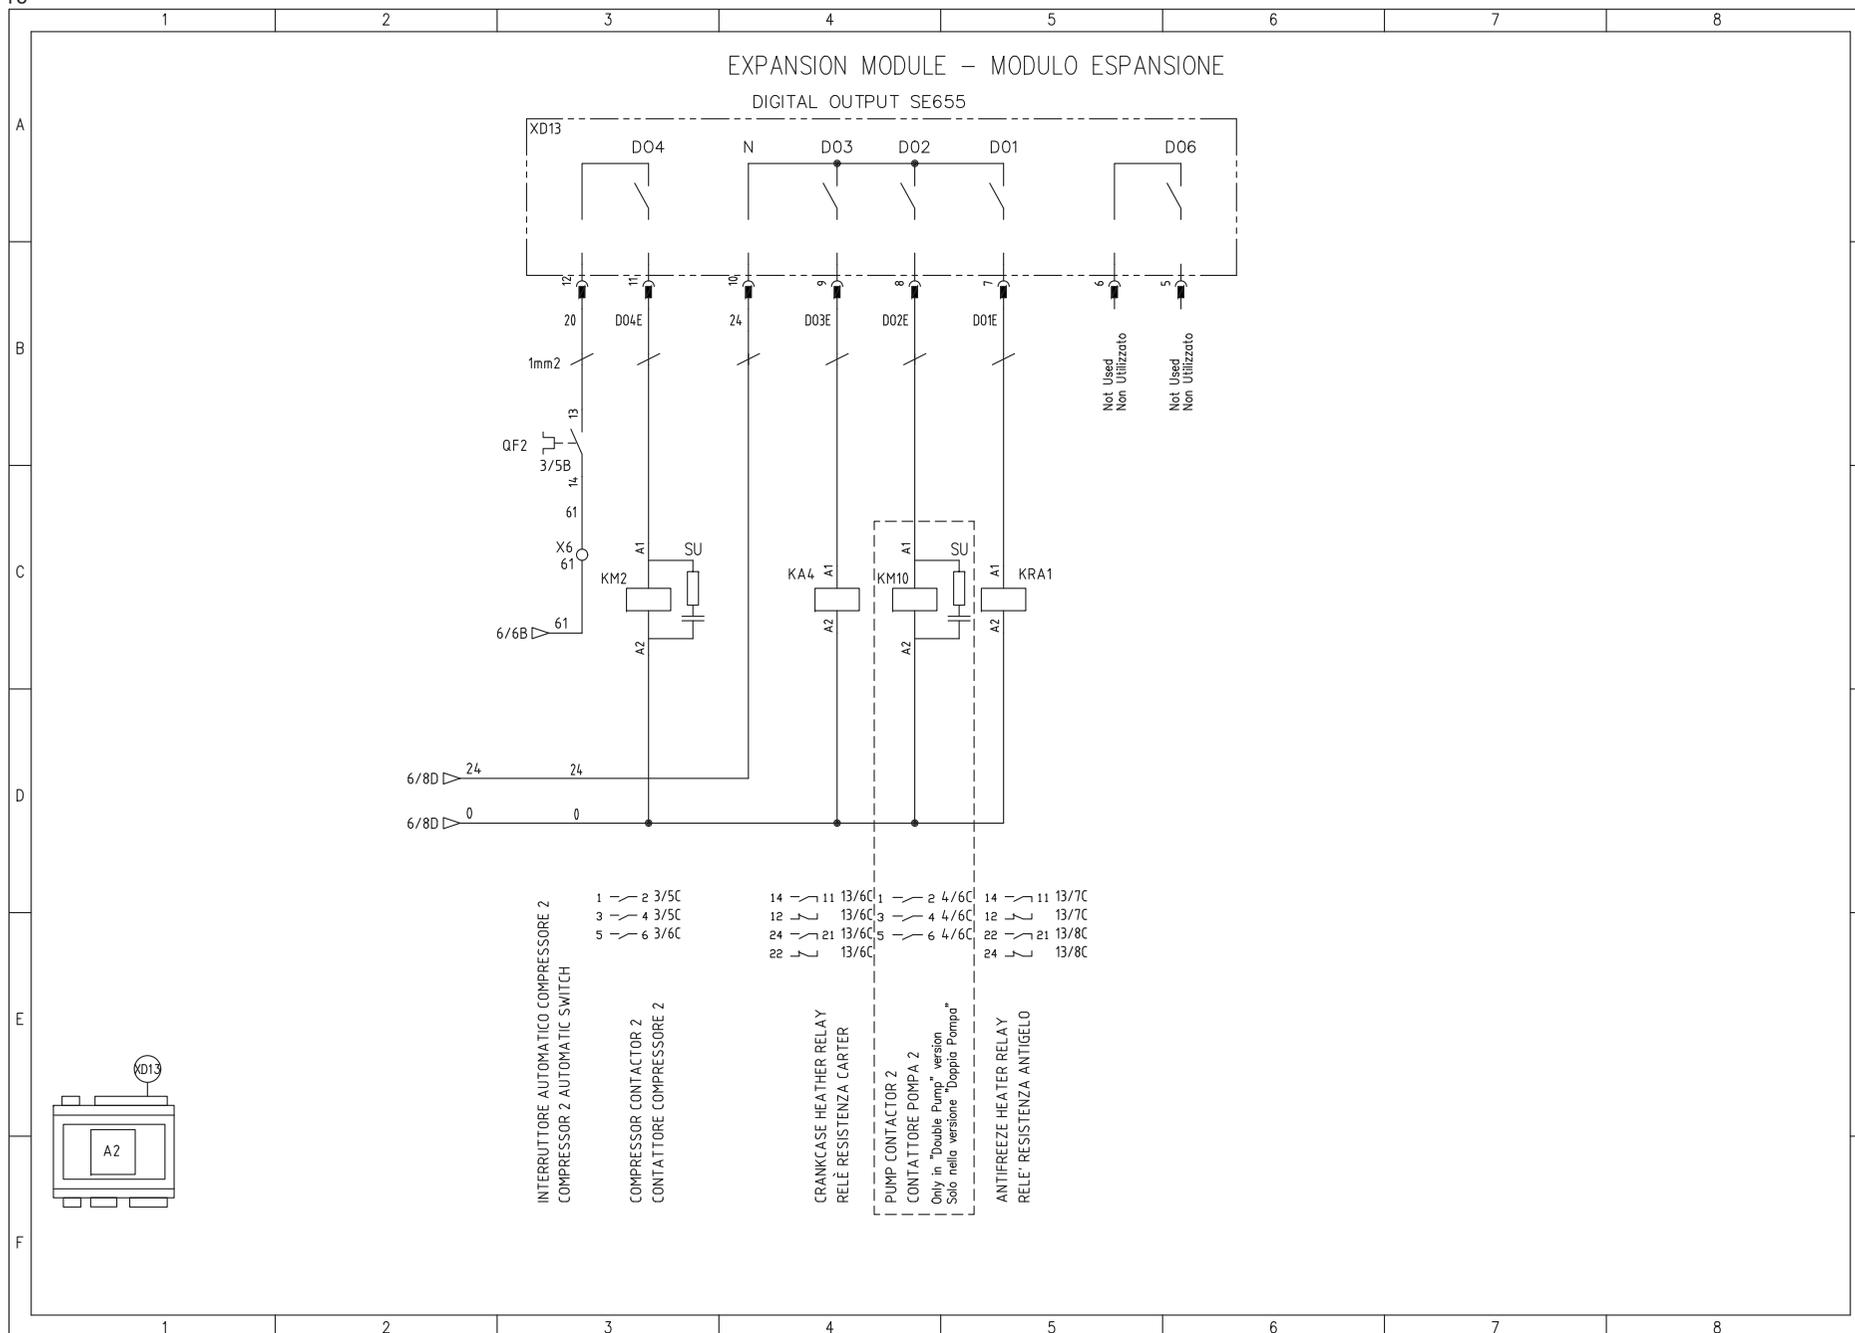 1 2 3 4 5 6 7 8
EXPANSION MODULE – MODULO ESPANSIONE
DIGITAL OUTPUT SE655
A
XD13
DO4 N DO3 DO2 DO1 DO6
12 11 10 9 8 7 6 5
20 DO4E 24 DO3E DO2E DO1E
B
1mm2
Not Used
Non Utilizzato
Not Used
Non Utilizzato
13
QF2
3/5B
14
61
X6
61
A1 SU A1 A1 SU A1
C
KM2 KA4 KM10 KRA1
A2 A2 A2 A2
6/6B 61
6/8D 24 24
D
6/8D 0 0
1 2 3/5C 14 11 13/6C 1 2 4/6C 14 11 13/7C
3 4 3/5C 12 13/6C 3 4 4/6C 12 13/7C
5 6 3/6C 24 21 13/6C 5 6 4/6C 22 21 13/8C
22 13/6C 24 13/8C
E
INTERRUTTORE AUTOMATICO COMPRESSORE 2
COMPRESSOR 2 AUTOMATIC SWITCH
COMPRESSOR CONTACTOR 2
CONTATTORE COMPRESSORE 2
CRANKCASE HEATHER RELAY
RELÈ RESISTENZA CARTER
PUMP CONTACTOR 2
CONTATTORE POMPA 2
Only in "Double Pump" version
Solo nella versione "Doppia Pompa"
ANTIFREEZE HEATER RELAY
RELE' RESISTENZA ANTIGELO
XD13
A2
F
1 2 3 4 5 6 7 8